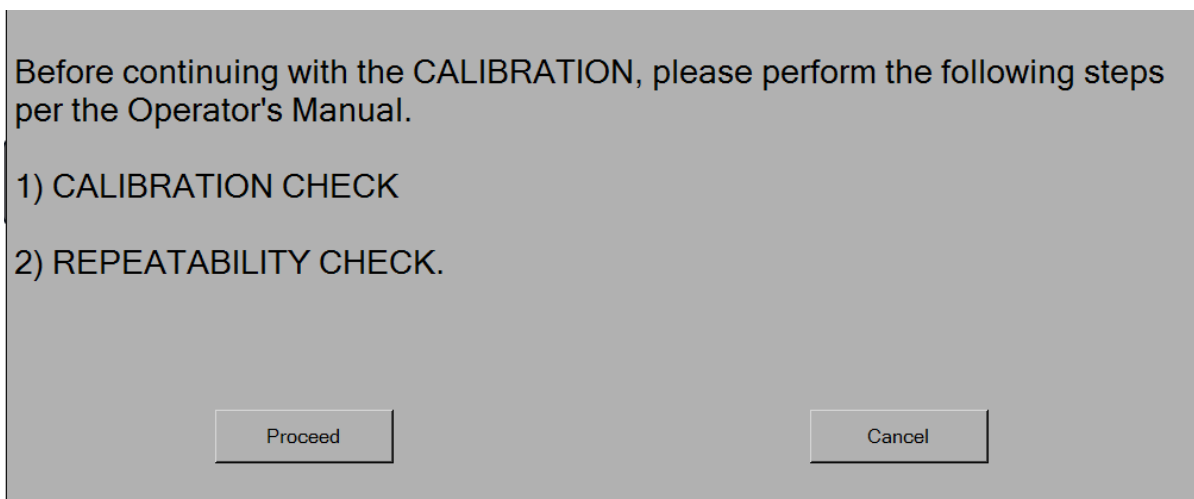 Before continuing with the CALIBRATION, please perform the following steps
per the Operator's Manual.
1) CALIBRATION CHECK
2) REPEATABILITY CHECK.
Proceed
Cancel